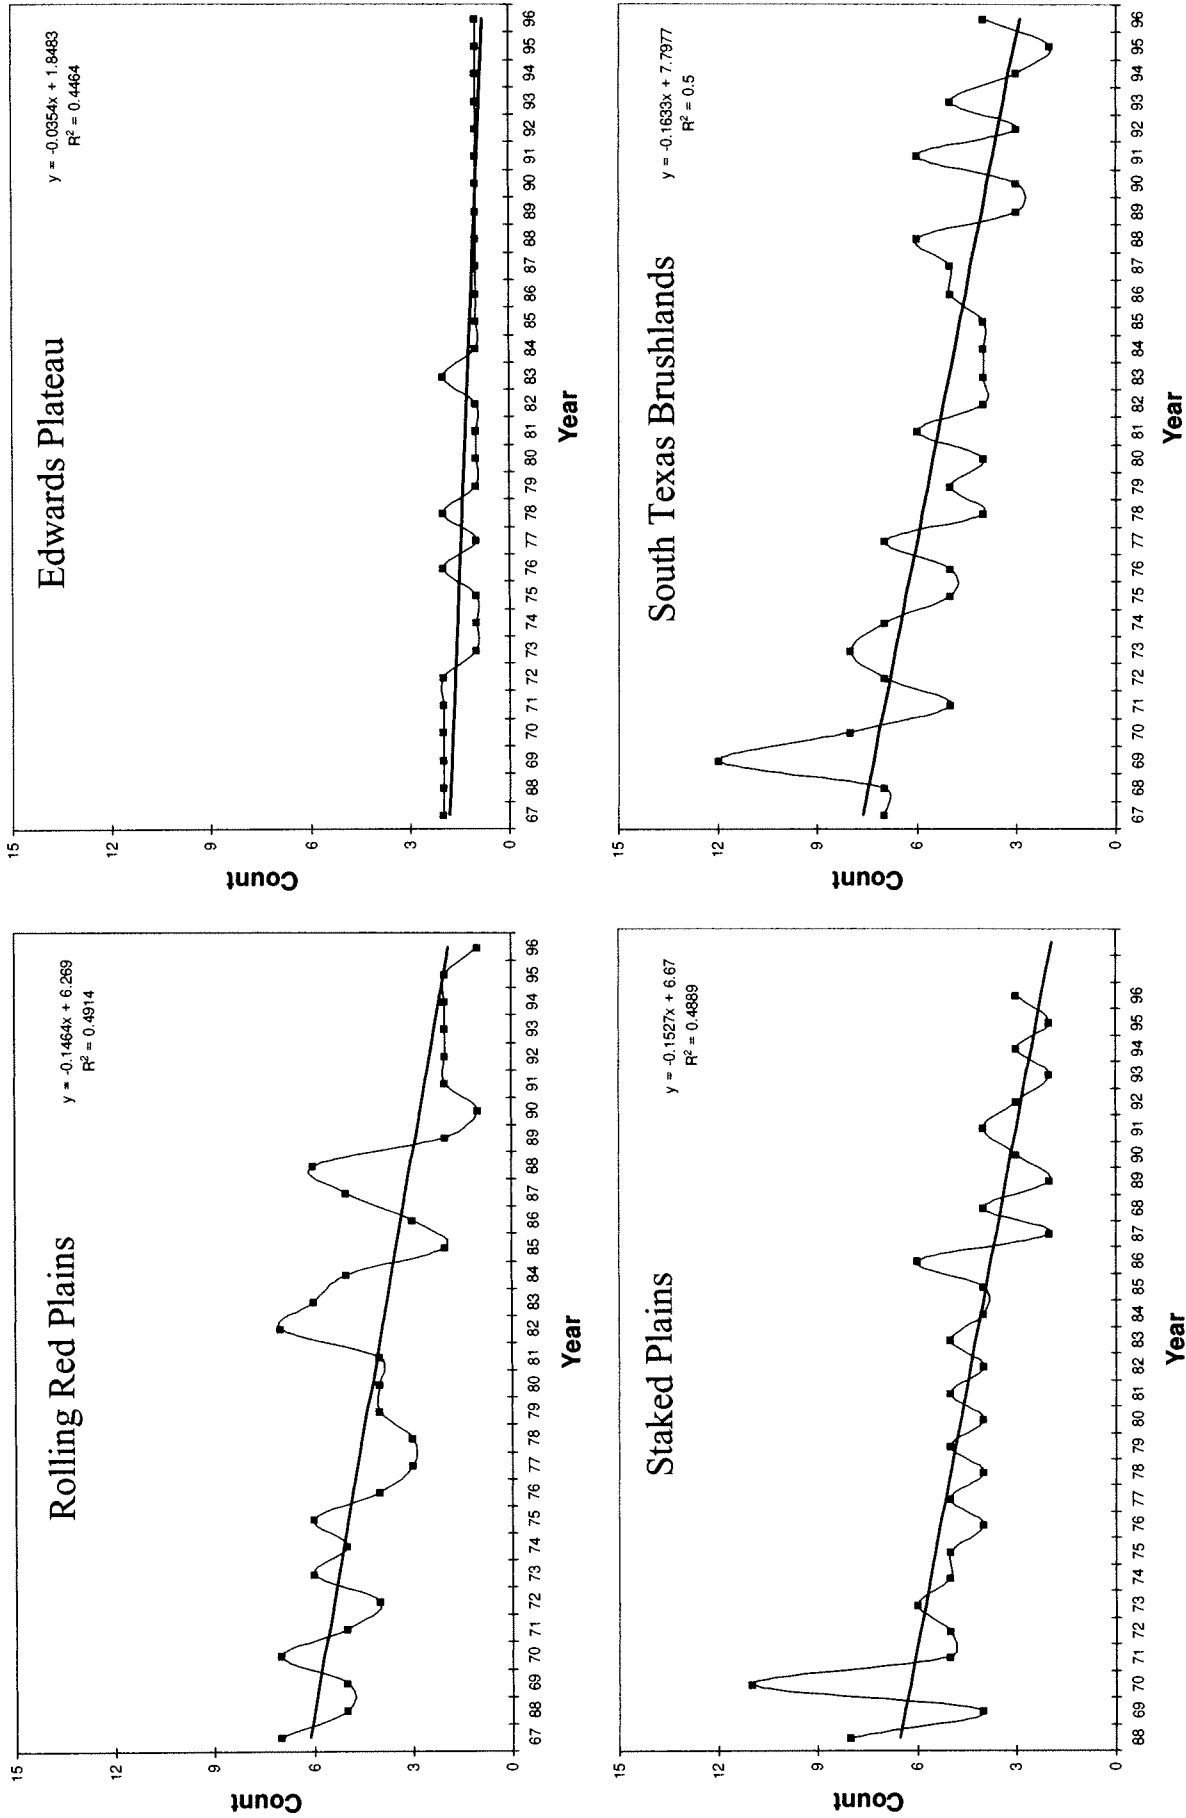 Rolling Red Plains
y = -0.1464x + 6.269
R² = 0.4914
Count
15
12
9
6
3
0
67 88 69 70 71 72 73 74 75 76 77 78 79 80 81 82 83 84 85 86 87 88 89 90 91 92 93 94 95 96
Year
Edwards Plateau
y = -0.0354x + 1.8483
R² = 0.4464
Count
15
12
9
6
3
0
67 68 69 70 71 72 73 74 75 76 77 78 79 80 81 82 83 84 85 86 87 88 89 90 91 92 93 94 95 96
Year
Staked Plains
y = -0.1527x + 6.67
R² = 0.4889
Count
15
12
9
6
3
0
88 69 70 71 72 73 74 75 76 77 78 79 80 81 82 83 84 85 86 87 68 89 90 91 92 93 94 95 96
Year
South Texas Brushlands
y = -0.1633x + 7.7977
R² = 0.5
Count
15
12
9
6
3
0
67 68 69 70 71 72 73 74 75 76 77 78 79 80 81 82 83 84 85 86 87 88 89 90 91 92 93 94 95 96
Year